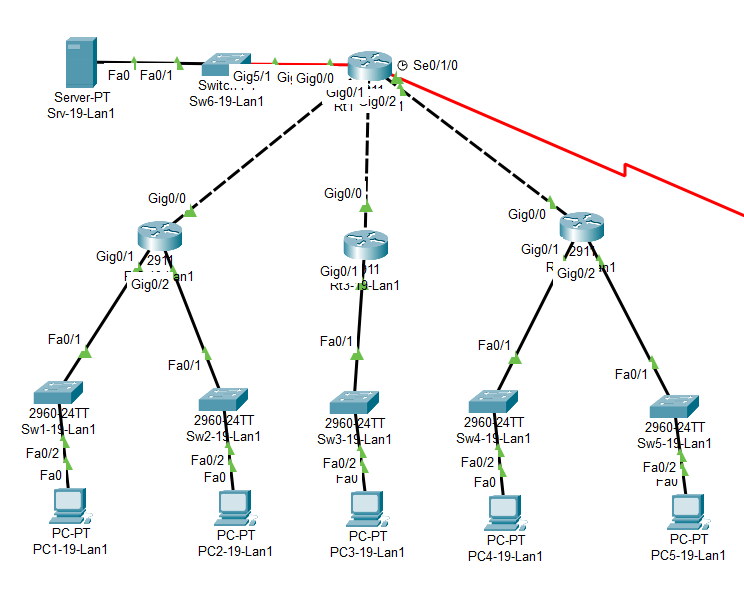 Se0/1/0
Fa0
Fa0/1
Gig5/1
Gig0/0
Server-PT
Srv-19-Lan1
Sw6-19-Lan1
Gig0/1
Gig0/2
Gig0/0
Gig0/0
Gig0/0
Gig0/1
2911
Gig0/2
Gig0/1
Rt3-19-Lan1
Gig0/1
2911
Gig0/2
Fa0/1
Fa0/1
Fa0/1
Fa0/1
Fa0/1
2960-24TT
Sw1-19-Lan1
2960-24TT
Sw2-19-Lan1
2960-24TT
Sw3-19-Lan1
2960-24TT
Sw4-19-Lan1
2960-24TT
Sw5-19-Lan1
Fa0/2
Fa0
Fa0/2
Fa0
Fa0/2
Fa0
Fa0/2
Fa0
Fa0/2
Fa0
PC-PT
PC1-19-Lan1
PC-PT
PC2-19-Lan1
PC-PT
PC3-19-Lan1
PC-PT
PC4-19-Lan1
PC-PT
PC5-19-Lan1